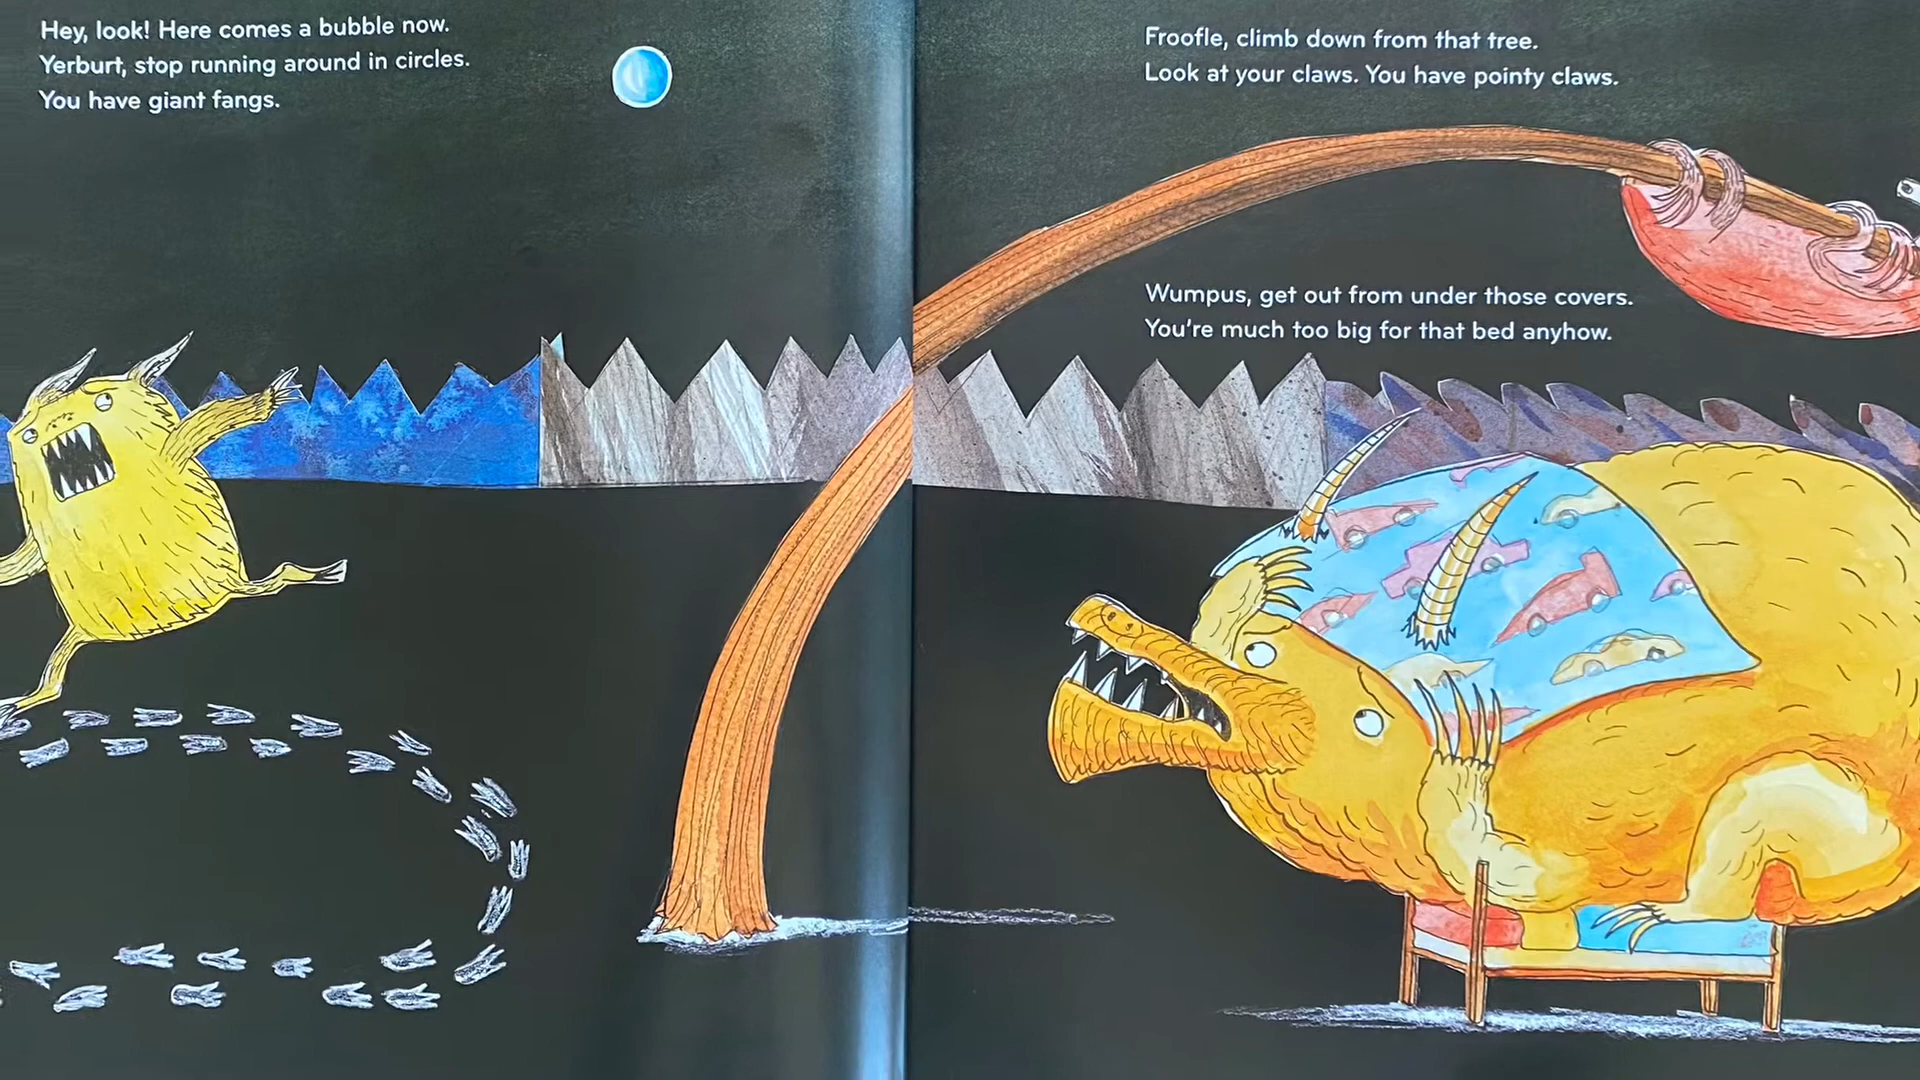 Hey, look! Here comes a bubble now.
Yerburt, stop running around in circles.
You have giant fangs.
Froofle, climb down from that tree.
Look at your claws. You have pointy claws.
Wumpus, get out from under those covers.
You're much too big for that bed anyhow.